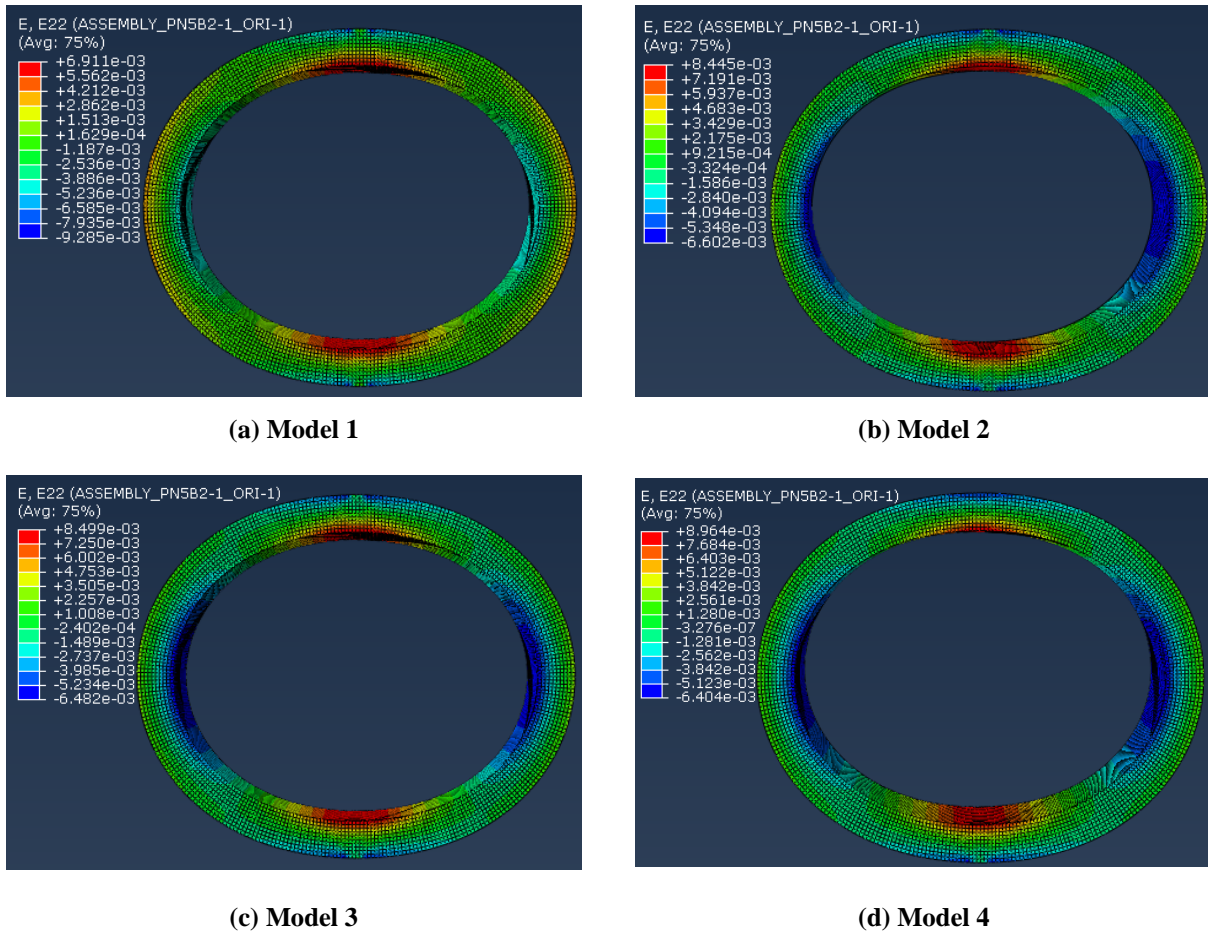 E, E22 (ASSEMBLY_PN5B2-1_ORI-1)
(Avg: 75%)
+6.911e-03
+5.562e-03
+4.212e-03
+2.862e-03
+1.513e-03
+1.629e-04
-1.187e-03
-2.536e-03
-3.886e-03
-5.236e-03
-6.585e-03
-7.935e-03
-9.285e-03
(a) Model 1
E, E22 (ASSEMBLY_PN5B2-1_ORI-1)
(Avg: 75%)
+8.445e-03
+7.191e-03
+5.937e-03
+4.683e-03
+3.429e-03
+2.175e-03
+9.215e-04
-3.324e-04
-1.586e-03
-2.840e-03
-4.094e-03
-5.348e-03
-6.602e-03
(b) Model 2
E, E22 (ASSEMBLY_PN5B2-1_ORI-1)
(Avg: 75%)
+8.499e-03
+7.250e-03
+6.002e-03
+4.753e-03
+3.505e-03
+2.257e-03
+1.008e-03
-2.402e-04
-1.489e-03
-2.737e-03
-3.985e-03
-5.234e-03
-6.482e-03
(c) Model 3
E, E22 (ASSEMBLY_PN5B2-1_ORI-1)
(Avg: 75%)
+8.964e-03
+7.684e-03
+6.403e-03
+5.122e-03
+3.842e-03
+2.561e-03
+1.280e-03
-3.276e-07
-1.281e-03
-2.562e-03
-3.842e-03
-5.123e-03
-6.404e-03
(d) Model 4